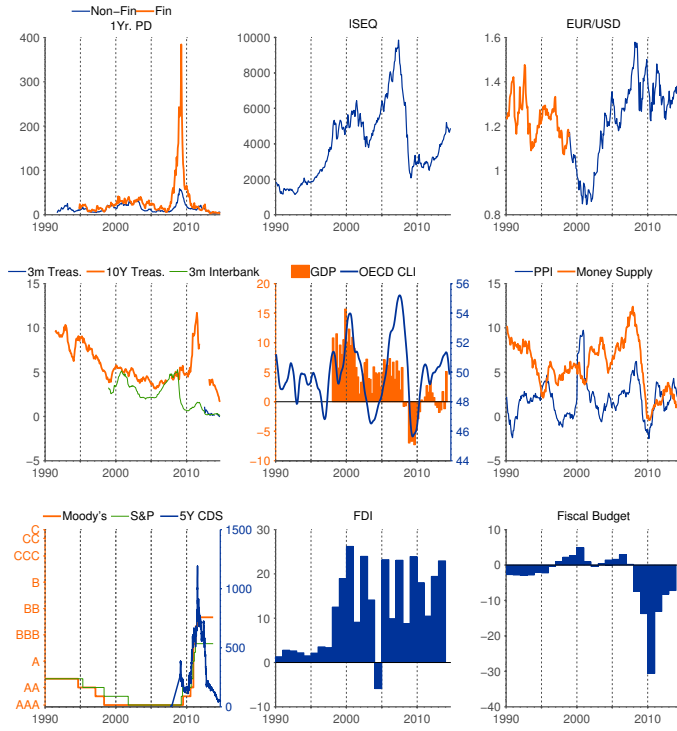 Non-Fin Fin
1Yr. PD
400
300
200
100
0
1990 2000 2010
ISEQ
10000
8000
6000
4000
2000
0
1990 2000 2010
EUR/USD
1.6
1.4
1.2
1
0.8
1990 2000 2010
3m Treas. 10Y Treas. 3m Interbank
15
10
5
0
−5
1990 2000 2010
GDP OECD CLI
20
15
10
5
0
−5
−10
56
54
52
50
48
46
44
1990 2000 2010
PPI Money Supply
15
10
5
0
−5
1990 2000 2010
Moody's S&P 5Y CDS
C
CC
CCC
B
BB
BBB
A
AA
AAA
1500
1000
500
0
1990 2000 2010
FDI
30
20
10
0
−10
1990 2000 2010
Fiscal Budget
10
0
−10
−20
−30
−40
1990 2000 2010